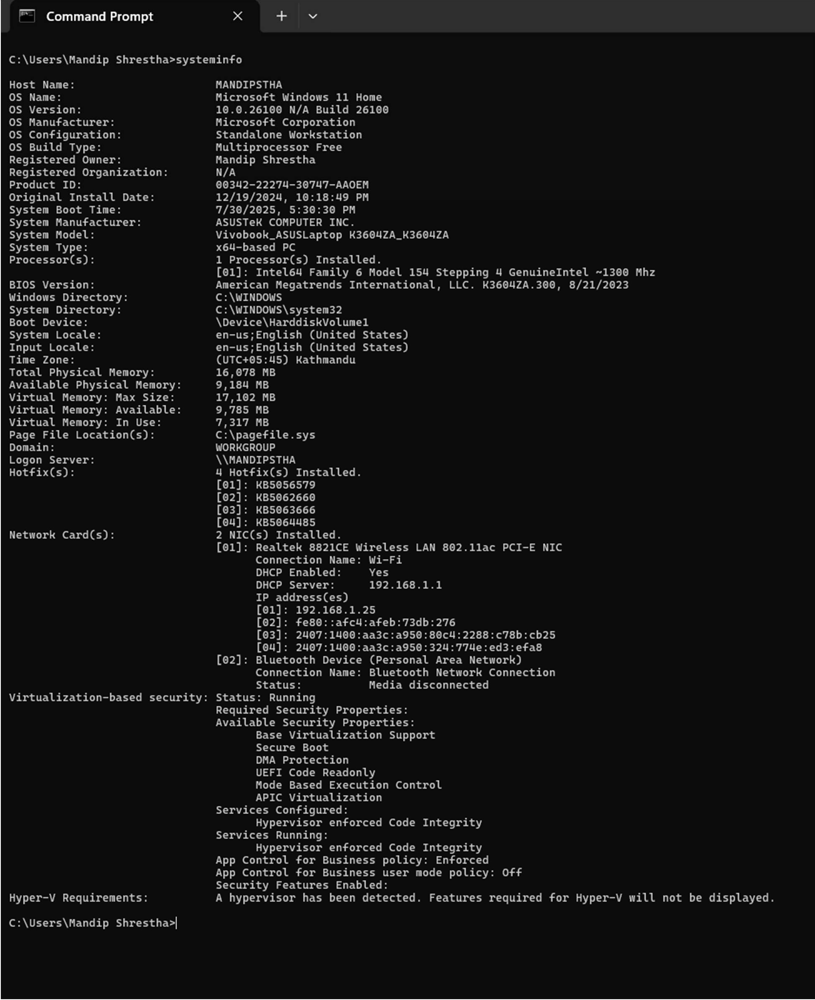 Command Prompt
C:\Users\Mandip Shrestha>systeminfo
Host Name: MANDIPSTHA
OS Name: Microsoft Windows 11 Home
OS Version: 10.0.26100 N/A Build 26100
OS Manufacturer: Microsoft Corporation
OS Configuration: Standalone Workstation
OS Build Type: Multiprocessor Free
Registered Owner: Mandip Shrestha
Registered Organization: N/A
Product ID: 00342-22274-30747-AAOEM
Original Install Date: 12/19/2024, 10:18:49 PM
System Boot Time: 7/30/2025, 5:30:30 PM
System Manufacturer: ASUSTeK COMPUTER INC.
System Model: Vivobook_ASUSLaptop K3604ZA_K3604ZA
System Type: x64-based PC
Processor(s): 1 Processor(s) Installed.
[01]: Intel64 Family 6 Model 154 Stepping 4 GenuineIntel ~1300 Mhz
BIOS Version: American Megatrends International, LLC. K3604ZA.300, 8/21/2023
Windows Directory: C:\WINDOWS
System Directory: C:\WINDOWS\system32
Boot Device: \Device\HarddiskVolume1
System Locale: en-us;English (United States)
Input Locale: en-us;English (United States)
Time Zone: (UTC+05:45) Kathmandu
Total Physical Memory: 16,078 MB
Available Physical Memory: 9,184 MB
Virtual Memory: Max Size: 17,102 MB
Virtual Memory: Available: 9,785 MB
Virtual Memory: In Use: 7,317 MB
Page File Location(s): C:\pagefile.sys
Domain: WORKGROUP
Logon Server: \\MANDIPSTHA
Hotfix(s): 4 Hotfix(s) Installed.
[01]: KB5056579
[02]: KB5062660
[03]: KB5063666
[04]: KB5064485
Network Card(s): 2 NIC(s) Installed.
[01]: Realtek 8821CE Wireless LAN 802.11ac PCI-E NIC
Connection Name: Wi-Fi
DHCP Enabled: Yes
DHCP Server: 192.168.1.1
IP address(es)
[01]: 192.168.1.25
[02]: fe80::afc4:afeb:73db:276
[03]: 2407:1400:aa3c:a950:80c4:2288:c78b:cb25
[04]: 2407:1400:aa3c:a950:324:774e:ed3:efa8
[02]: Bluetooth Device (Personal Area Network)
Connection Name: Bluetooth Network Connection
Status: Media disconnected
Virtualization-based security: Status: Running
Required Security Properties:
Available Security Properties:
Base Virtualization Support
Secure Boot
DMA Protection
UEFI Code Readonly
Mode Based Execution Control
APIC Virtualization
Services Configured:
Hypervisor enforced Code Integrity
Services Running:
Hypervisor enforced Code Integrity
App Control for Business policy: Enforced
App Control for Business user mode policy: Off
Security Features Enabled:
Hyper-V Requirements: A hypervisor has been detected. Features required for Hyper-V will not be displayed.
C:\Users\Mandip Shrestha>